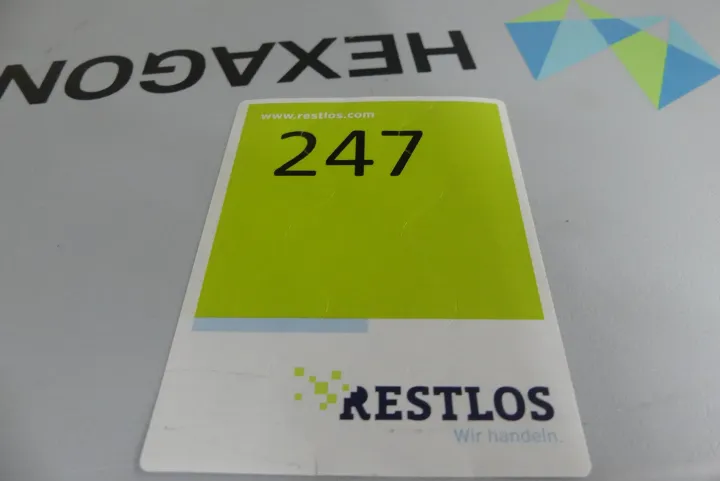 HEXAGON
www.restlos.com
247
RESTLOS
Wir handeln.